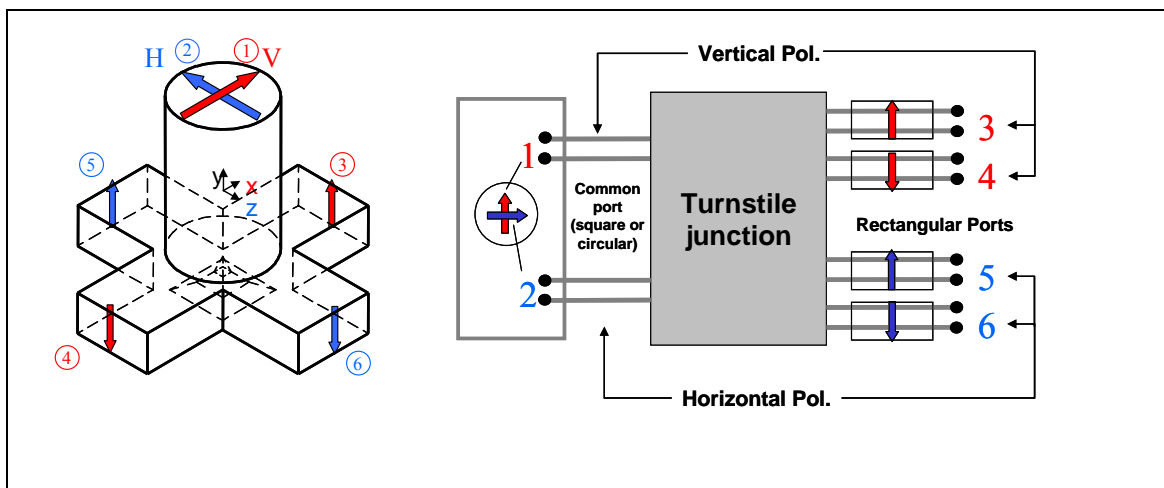 H ② ① V
⑤
③
y
x
z
④
⑥
Vertical Pol.
1
2
Common
port
(square or
circular)
Turnstile
junction
3
4
Rectangular Ports
5
6
Horizontal Pol.